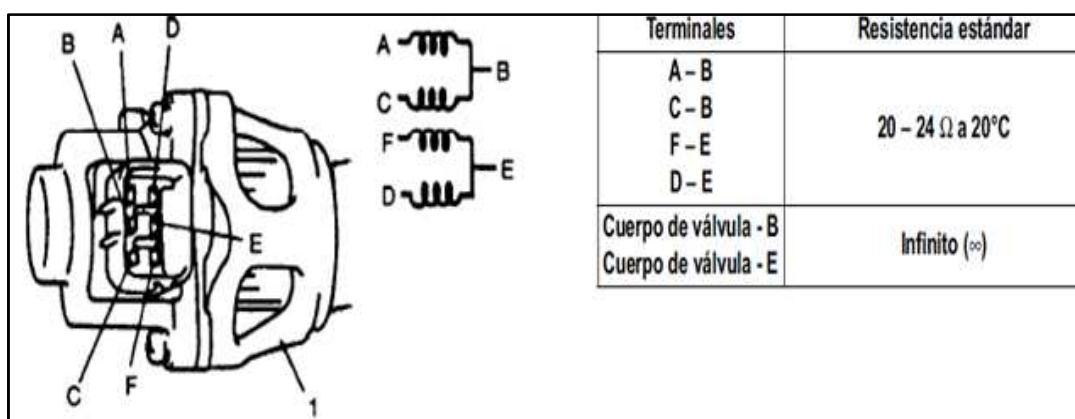 B
A
D
E
C
F
1
A
B
C
F
E
D
Terminales
Resistencia estándar
A – B
C – B
F – E
D – E
20 – 24 Ω a 20°C
Cuerpo de válvula - B
Cuerpo de válvula - E
Infinito (∞)